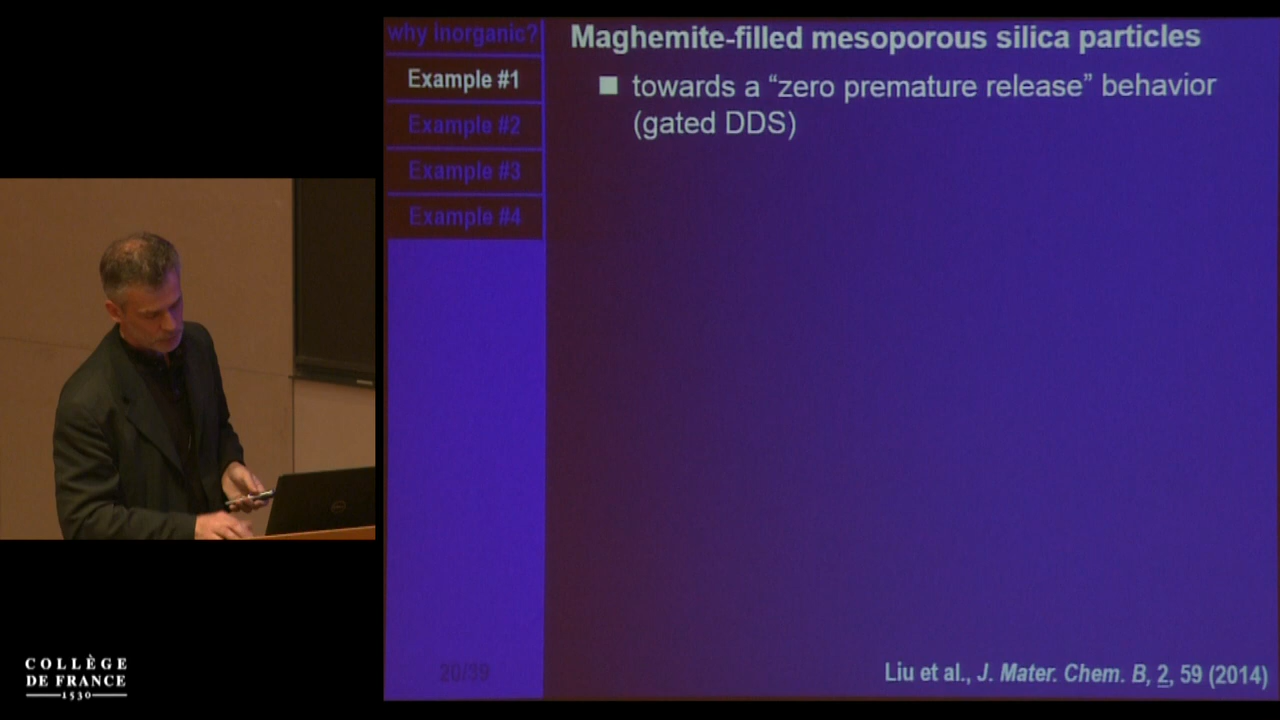 why inorganic?
Example #1
Example #2
Example #3
Example #4
Maghemite-filled mesoporous silica particles
towards a “zero premature release” behavior
(gated DDS)
20/39
Liu et al., J. Mater. Chem. B, 2, 59 (2014)
COLLÈGE
DE FRANCE
1530